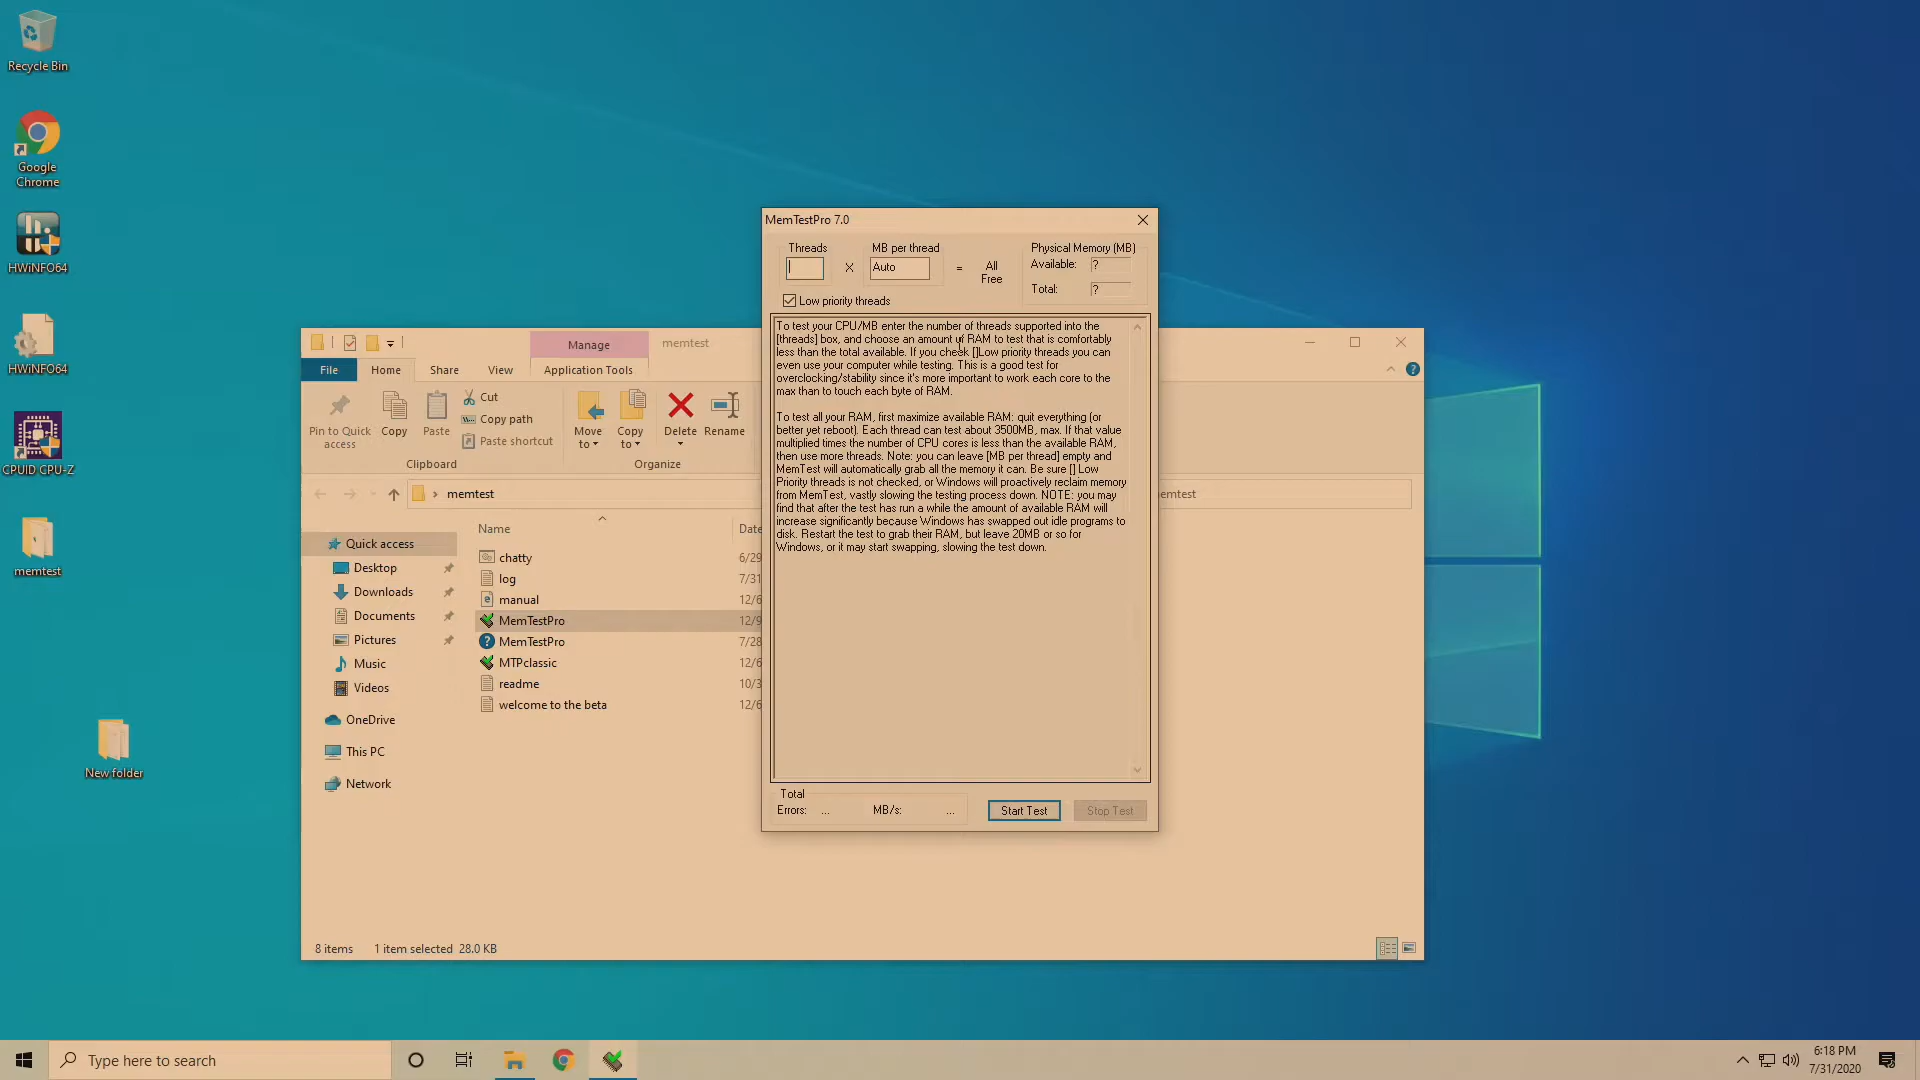 Recycle Bin
Google
Chrome
HWiNFO64
HWiNFO64
CPUID CPU-Z
memtest
New folder
Manage
memtest
File
Home
Share
View
Application Tools
Pin to Quick
access
Copy
Paste
Cut
Copy path
Paste shortcut
Clipboard
Move
to
Copy
to
Delete
Rename
Organize
memtest
emtest
Name
Date
Quick access
Desktop
Downloads
Documents
Pictures
Music
Videos
OneDrive
This PC
Network
chatty 6/29
log 7/31
manual 12/6
MemTestPro 12/9
MemTestPro 7/28
MTPclassic 12/6
readme 10/3
welcome to the beta 12/6
8 items 1 item selected 28.0 KB
MemTestPro 7.0
Threads
X
MB per thread
Auto
=
All
Free
Physical Memory (MB)
Available: ?
Total: ?
Low priority threads
To test your CPU/MB enter the number of threads supported into the
[threads] box, and choose an amount of RAM to test that is comfortably
less than the total available. If you check []Low priority threads you can
even use your computer while testing. This is a good test for
overclocking/stability since it's more important to work each core to the
max than to touch each byte of RAM.
To test all your RAM, first maximize available RAM: quit everything (or
better yet reboot). Each thread can test about 3500MB, max. If that value
multiplied times the number of CPU cores is less than the available RAM,
then use more threads. Note: you can leave [MB per thread] empty and
MemTest will automatically grab all the memory it can. Be sure [] Low
Priority threads is not checked, or Windows will proactively reclaim memory
from MemTest, vastly slowing the testing process down. NOTE: you may
find that after the test has run a while the amount of available RAM will
increase significantly because Windows has swapped out idle programs to
disk. Restart the test to grab their RAM, but leave 20MB or so for
Windows, or it may start swapping, slowing the test down.
Total
Errors: ... MB/s: ...
Start Test
Stop Test
Type here to search
6:18 PM
7/31/2020